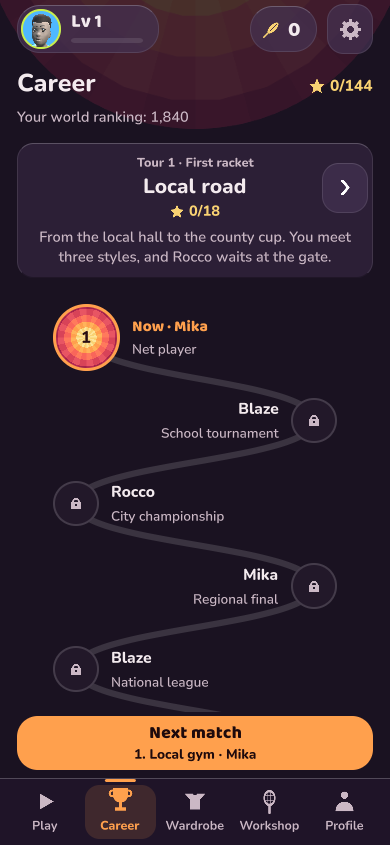 Lv 1
0
Career
0/144
Your world ranking: 1,840
Tour 1 · First racket
Local road
0/18
From the local hall to the county cup. You meet
three styles, and Rocco waits at the gate.
1
Now · Mika
Net player
Blaze
School tournament
Rocco
City championship
Mika
Regional final
Blaze
National league
Next match
1. Local gym · Mika
Play
Career
Wardrobe
Workshop
Profile